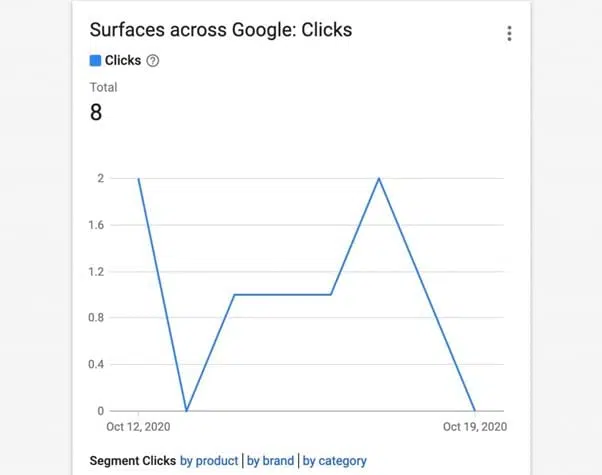 Surfaces across Google: Clicks
Clicks ?
Total
8
2
1.6
1.2
0.8
0.4
0
Oct 12, 2020 Oct 19, 2020
Segment Clicks by product | by brand | by category